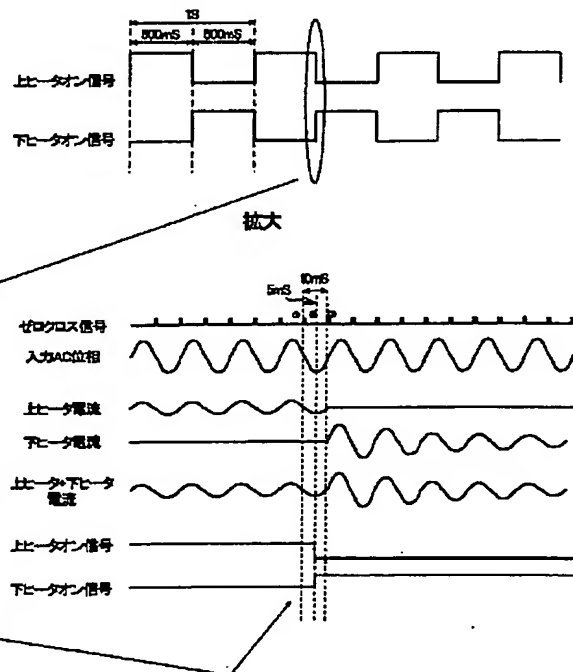 1S
500mS 500mS
上ヒータオン信号
下ヒータオン信号
拡大
10mS
5mS
ゼロクロス信号
入力AC位相
上ヒータ電流
下ヒータ電流
上ヒータ+下ヒータ
電流
上ヒータオン信号
下ヒータオン信号